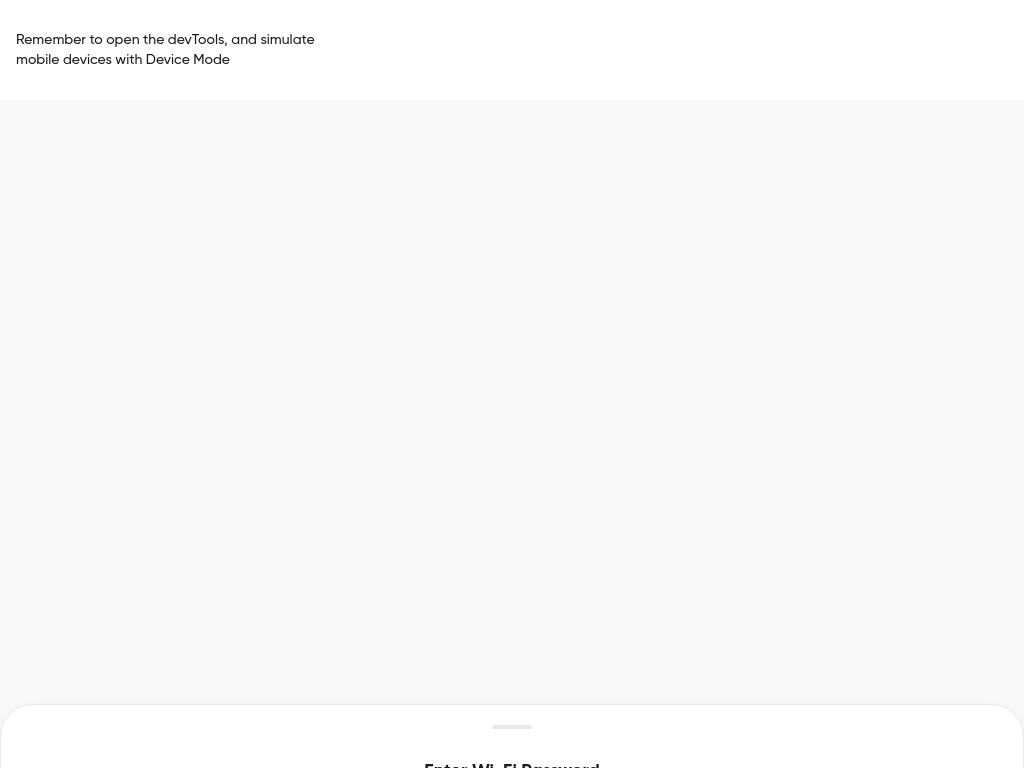 Remember to open the devTools, and simulate
mobile devices with Device Mode
Enter Wi-Fi Password